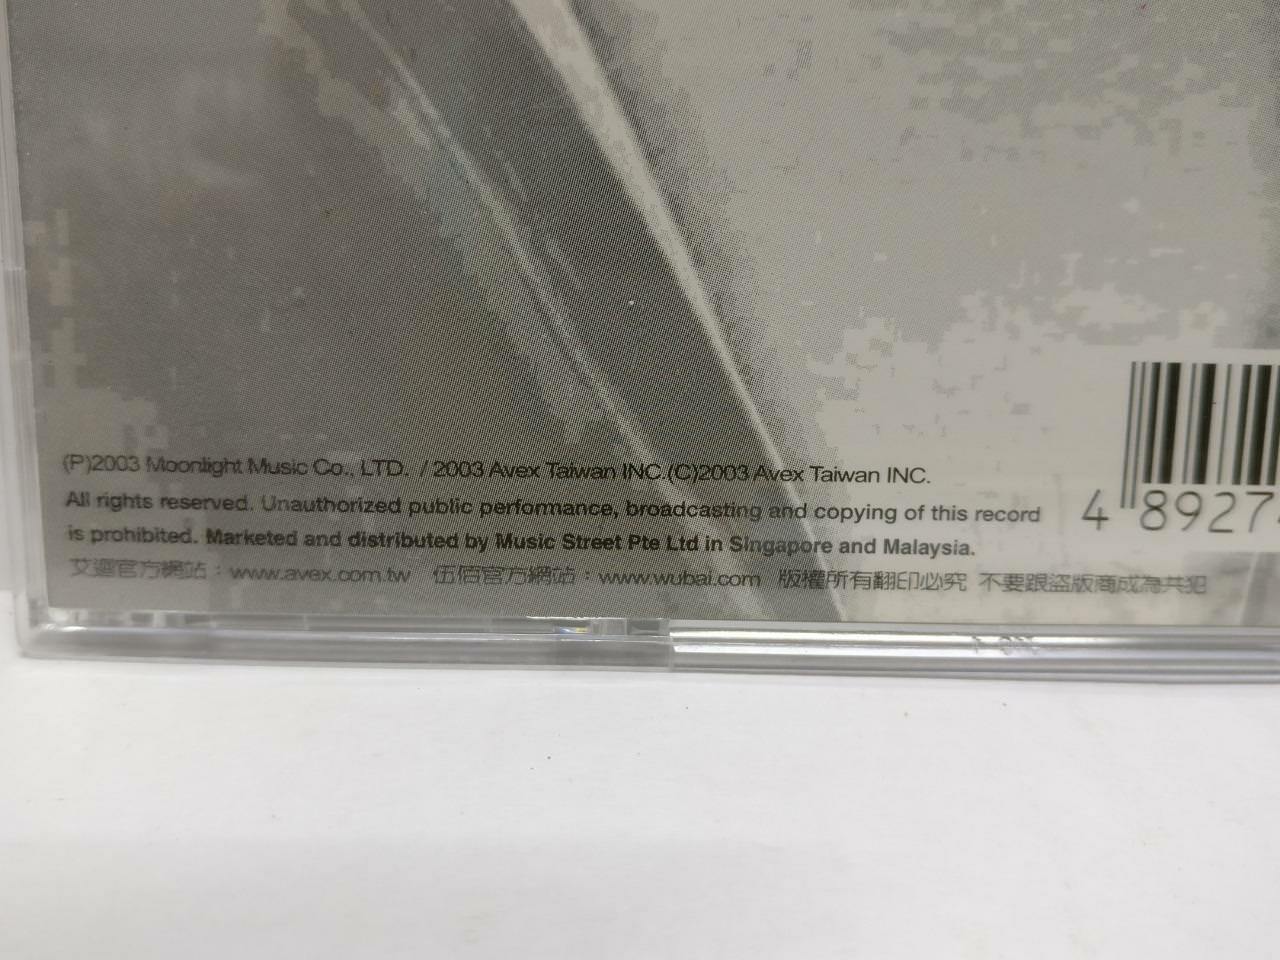 (P)2003 Moonlight Music Co., LTD. / 2003 Avex Taiwan INC.(C)2003 Avex Taiwan INC.
All rights reserved. Unauthorized public performance, broadcasting and copying of this record
is prohibited. Marketed and distributed by Music Street Pte Ltd in Singapore and Malaysia.
艾迴官方網站：www.avex.com.tw 伍佰官方網站：www.wubai.com 版權所有翻印必究 不要跟盜版商成為共犯
4 8927